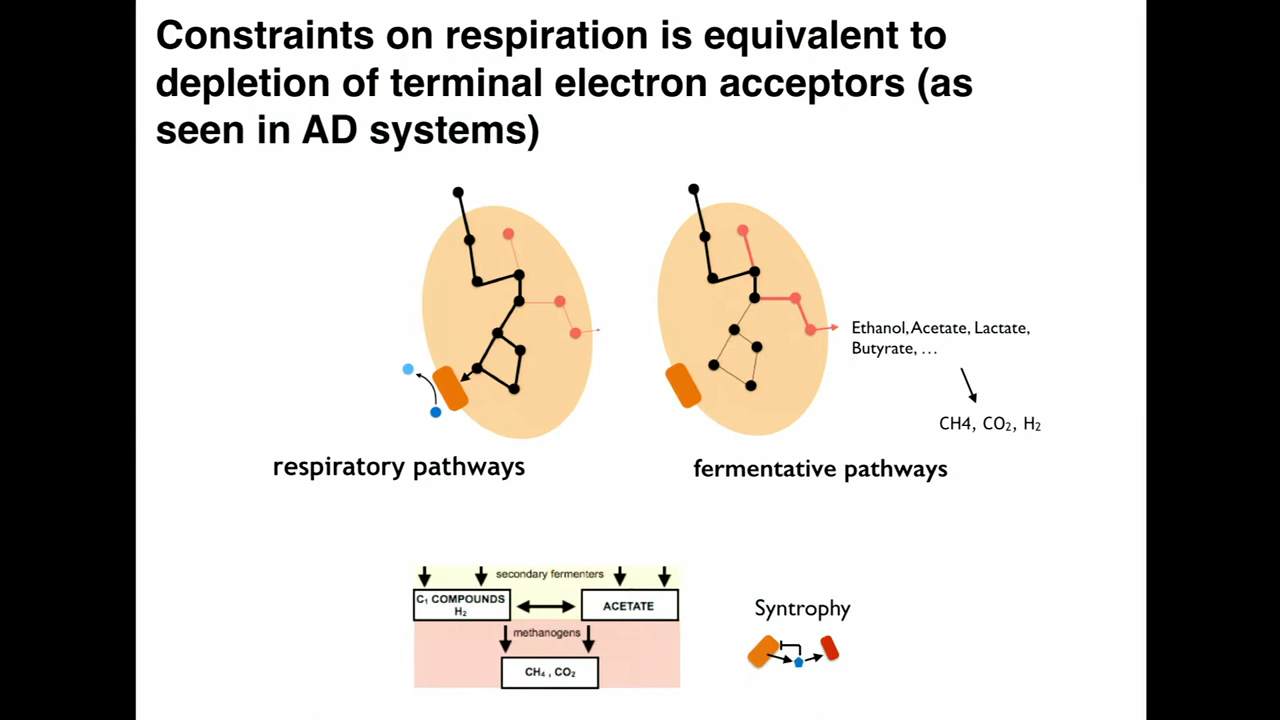 Constraints on respiration is equivalent to
depletion of terminal electron acceptors (as
seen in AD systems)
Ethanol, Acetate, Lactate,
Butyrate, …
CH4, CO₂, H₂
respiratory pathways
fermentative pathways
secondary fermenters
C₁ COMPOUNDS
H₂
ACETATE
methanogens
CH₄ , CO₂
Syntrophy